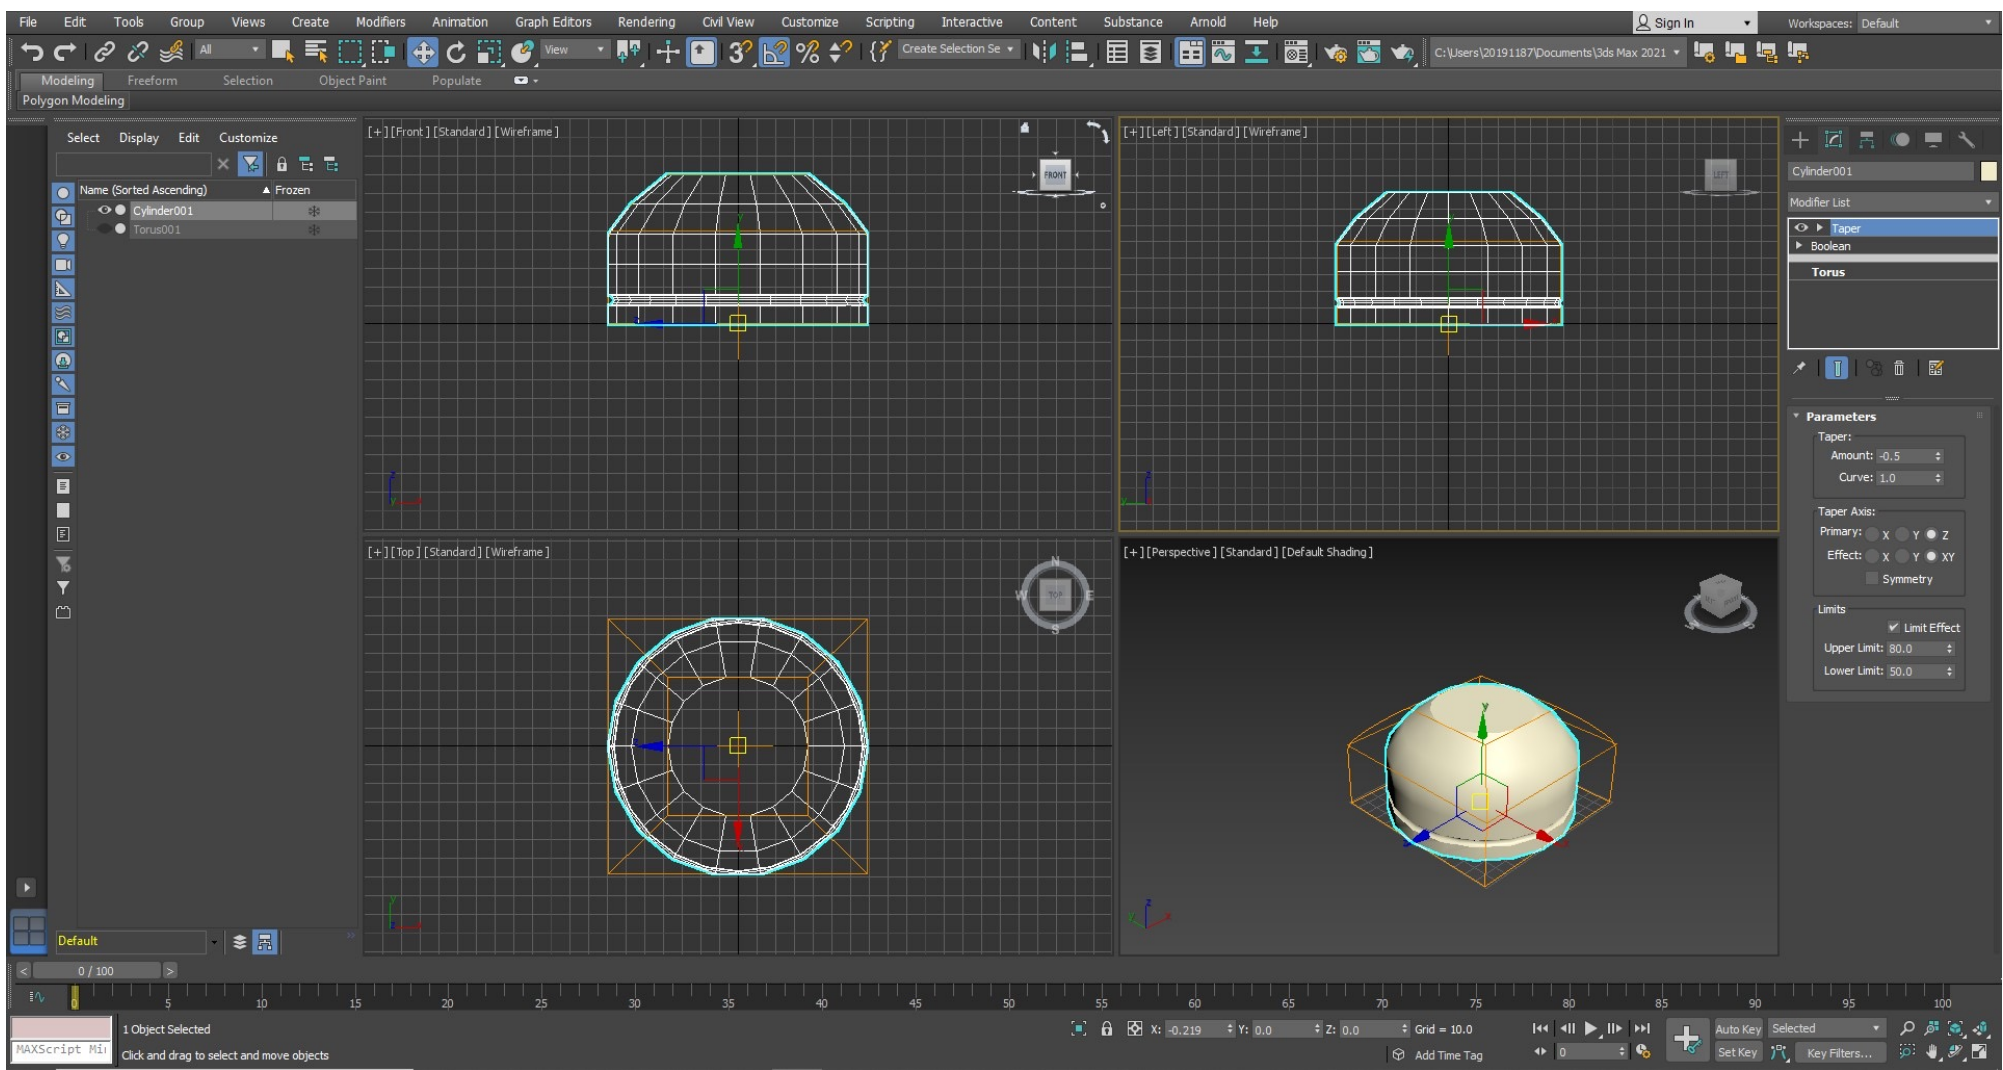 File Edit Tools Group Views Create Modifiers Animation Graph Editors Rendering Civil View Customize Scripting Interactive Content Substance Arnold Help Sign In Workspaces: Default
All View Create Selection Se C:\Users\20191187\Documents\3ds Max 2021
Modeling Freeform Selection Object Paint Populate
Polygon Modeling
Select Display Edit Customize
Name (Sorted Ascending) Frozen
Cylinder001
Torus001
Default
[+] [Front ] [Standard ] [Wireframe ]
FRONT
y
z
z
y
[+] [Left ] [Standard ] [Wireframe ]
LEFT
z
y
[+] [Top ] [Standard ] [Wireframe ]
N
W TOP E
S
z
y
z
[+] [Perspective ] [Standard ] [Default Shading ]
y
z
y x
Cylinder001
Modifier List
Taper
Boolean
Torus
Parameters
Taper:
Amount: -0.5
Curve: 1.0
Taper Axis:
Primary: X Y Z
Effect: X Y XY
Symmetry
Limits
Limit Effect
Upper Limit: 80.0
Lower Limit: 50.0
< 0 / 100 >
0 5 10 15 20 25 30 35 40 45 50 55 60 65 70 75 80 85 90 95 100
1 Object Selected X: -0.219 Y: 0.0 Z: 0.0 Grid = 10.0 Auto Key Selected
MAXScript Mi Click and drag to select and move objects Add Time Tag 0 Set Key Key Filters...